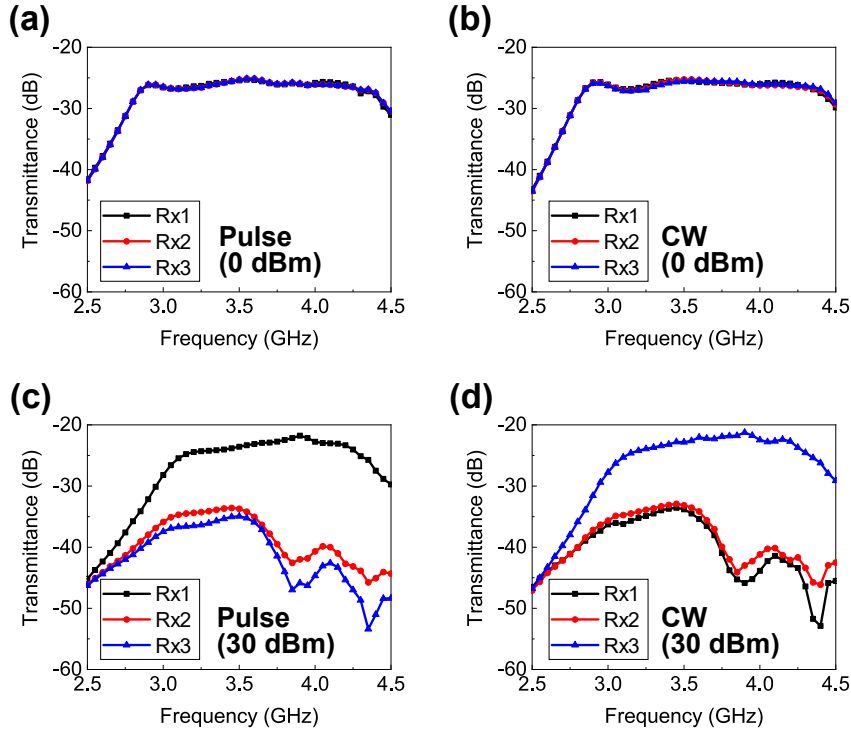 (a)
-20
-30
-40
-50
-60
Transmittance (dB)
Rx1
Rx2
Rx3
Pulse
(0 dBm)
2.5 3.0 3.5 4.0 4.5
Frequency (GHz)
(b)
-20
-30
-40
-50
-60
Transmittance (dB)
Rx1
Rx2
Rx3
CW
(0 dBm)
2.5 3.0 3.5 4.0 4.5
Frequency (GHz)
(c)
-20
-30
-40
-50
-60
Transmittance (dB)
Rx1
Rx2
Rx3
Pulse
(30 dBm)
2.5 3.0 3.5 4.0 4.5
Frequency (GHz)
(d)
-20
-30
-40
-50
-60
Transmittance (dB)
Rx1
Rx2
Rx3
CW
(30 dBm)
2.5 3.0 3.5 4.0 4.5
Frequency (GHz)